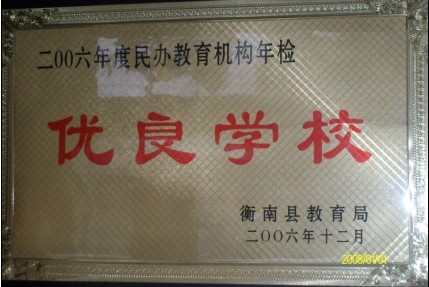 二00六年度民办教育机构年检
优良学校
衡南县教育局
二00六年十二月
2008/01/04